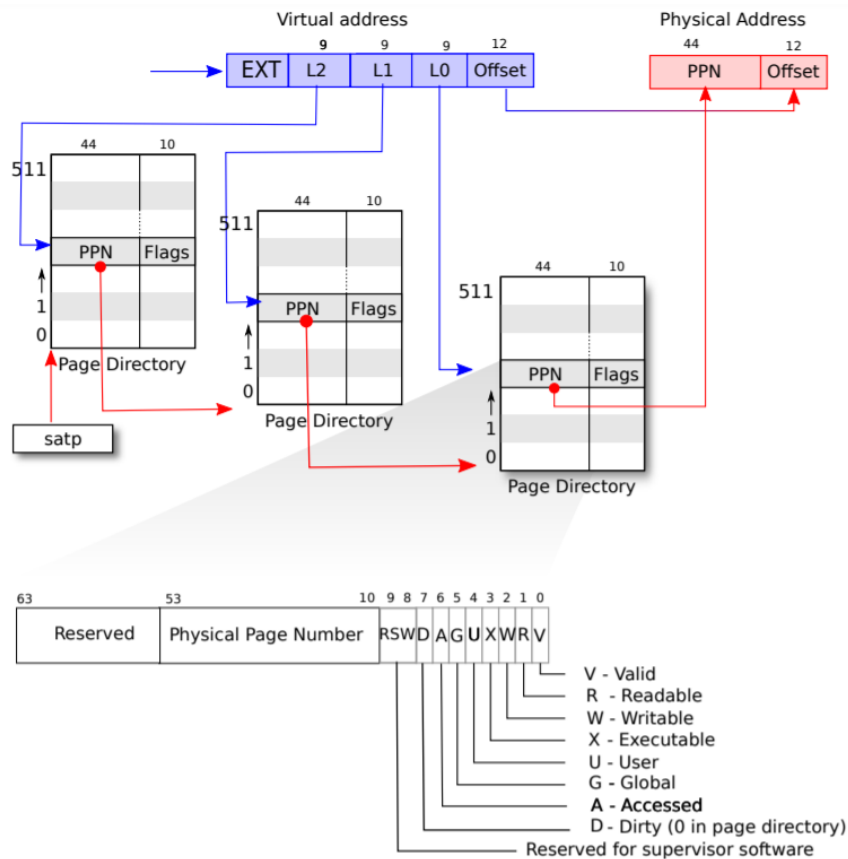 Virtual address
Physical Address
9 9 9 12
EXT L2 L1 L0 Offset
44 12
PPN Offset
44 10
511
PPN Flags
1
0
Page Directory
satp
44 10
511
PPN Flags
1
0
Page Directory
44 10
511
PPN Flags
1
0
Page Directory
63 53 10 9 8 7 6 5 4 3 2 1 0
Reserved Physical Page Number RSW D A G U X W R V
V - Valid
R - Readable
W - Writable
X - Executable
U - User
G - Global
A - Accessed
D - Dirty (0 in page directory)
Reserved for supervisor software